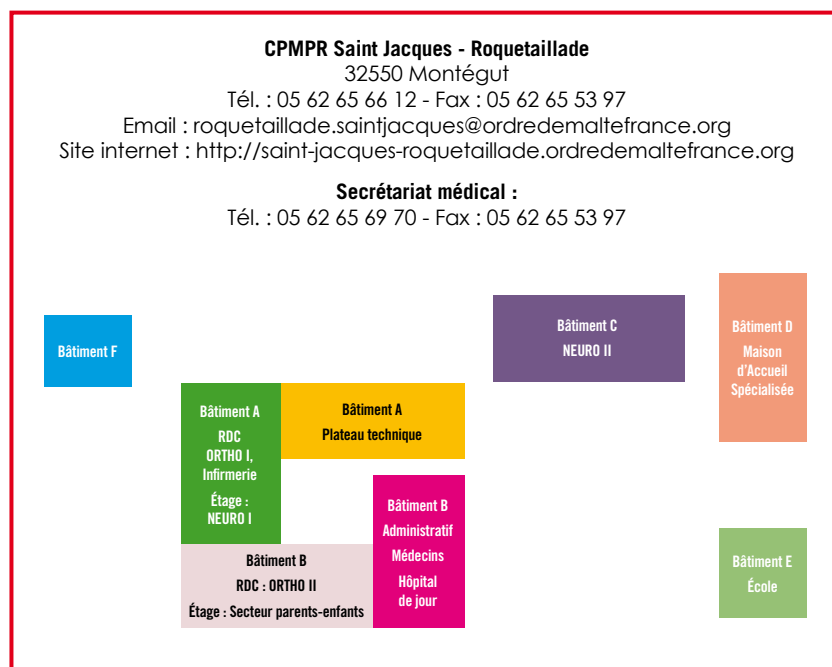 CPMPR Saint Jacques - Roquetaillade
32550 Montégut
Tél. : 05 62 65 66 12 - Fax : 05 62 65 53 97
Email : roquetaillade.saintjacques@ordredemaltefrance.org
Site internet : http://saint-jacques-roquetaillade.ordredemaltefrance.org
Secrétariat médical :
Tél. : 05 62 65 69 70 - Fax : 05 62 65 53 97
Bâtiment F
Bâtiment C
NEURO II
Bâtiment D
Maison
d'Accueil
Spécialisée
Bâtiment A
RDC
ORTHO I,
Infirmerie
Étage :
NEURO I
Bâtiment A
Plateau technique
Bâtiment B
Administratif
Médecins
Hôpital
de jour
Bâtiment B
RDC : ORTHO II
Étage : Secteur parents-enfants
Bâtiment E
École